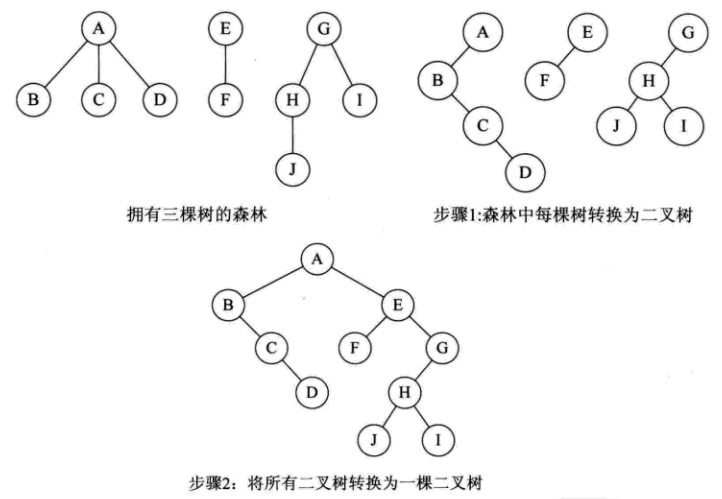 A E G
B C D F H I
J
拥有三棵树的森林
A E G
B F H
C J I
D
步骤1:森林中每棵树转换为二叉树
A
B E
C F G
D H
J I
步骤2：将所有二叉树转换为一棵二叉树